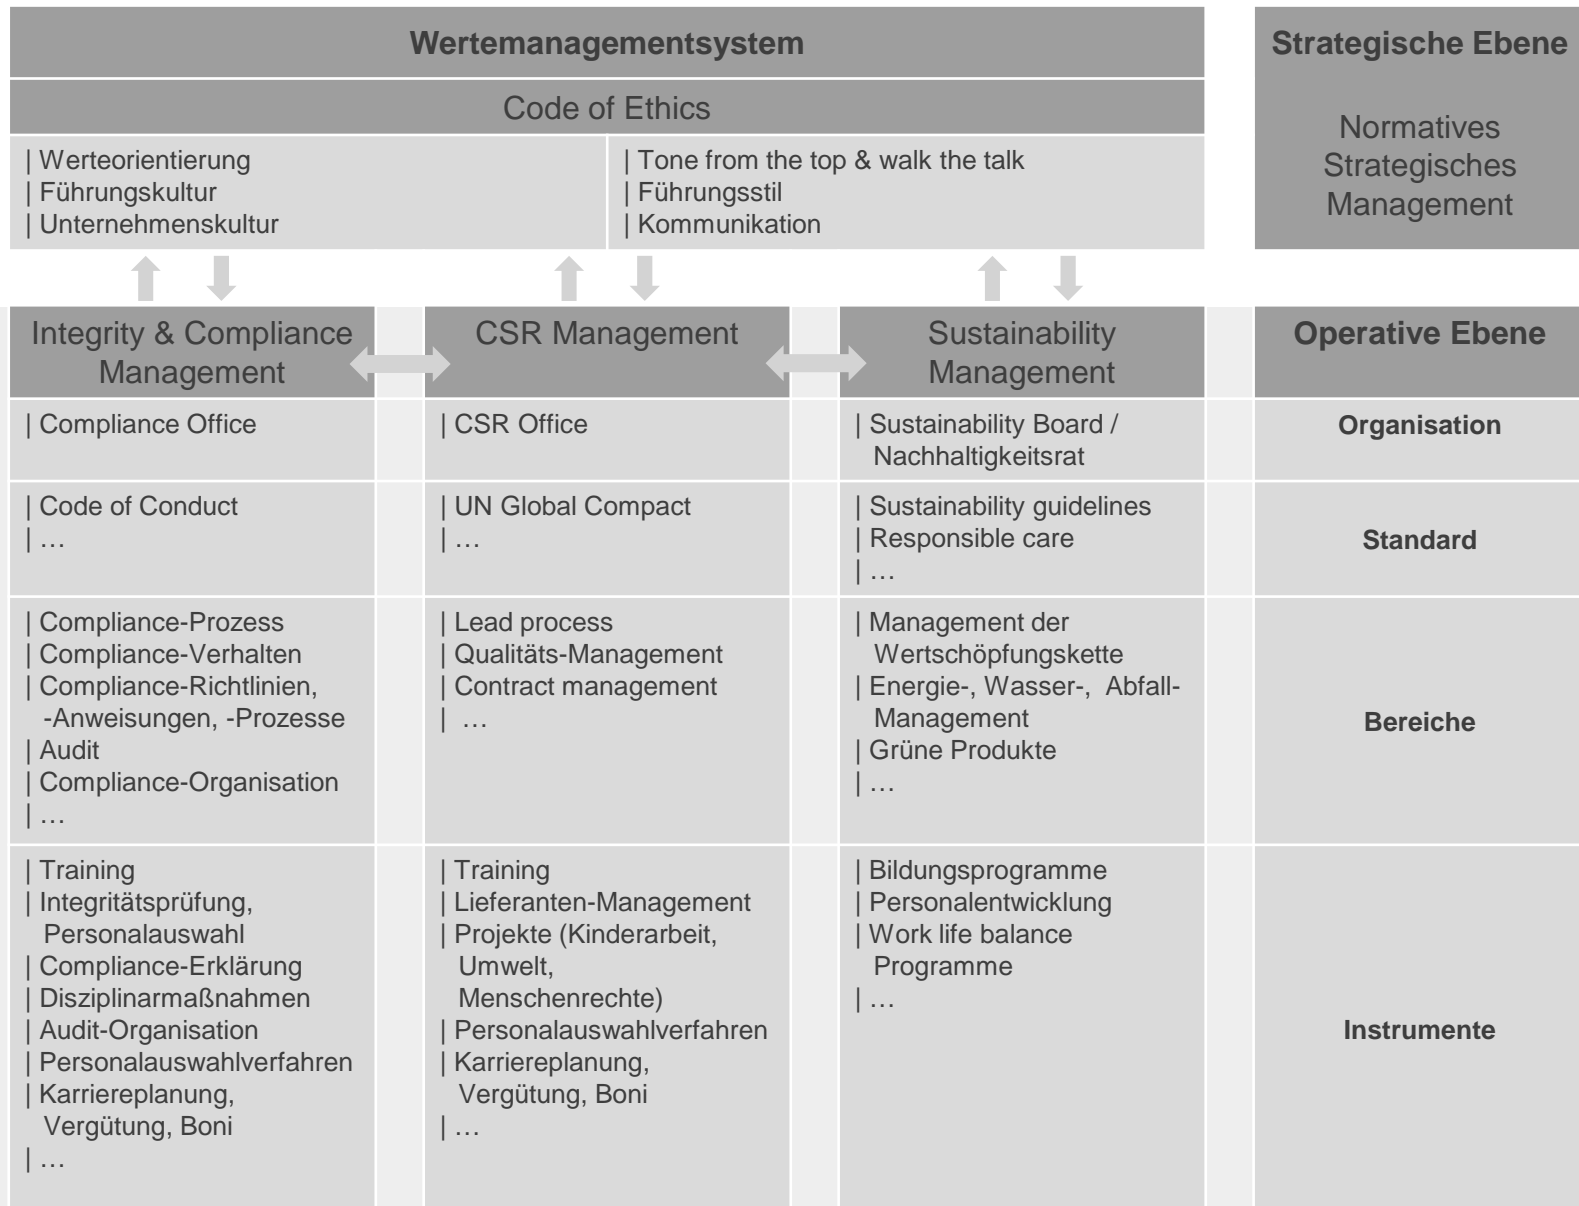 Wertemanagementsystem
Code of Ethics
| Werteorientierung
| Führungskultur
| Unternehmenskultur
| Tone from the top & walk the talk
| Führungsstil
| Kommunikation
Strategische Ebene
Normatives
Strategisches
Management
Integrity & Compliance
Management
CSR Management
Sustainability
Management
Operative Ebene
| Compliance Office
| CSR Office
| Sustainability Board /
Nachhaltigkeitsrat
Organisation
| Code of Conduct
| …
| UN Global Compact
| …
| Sustainability guidelines
| Responsible care
| …
Standard
| Compliance-Prozess
| Compliance-Verhalten
| Compliance-Richtlinien,
-Anweisungen, -Prozesse
| Audit
| Compliance-Organisation
| …
| Lead process
| Qualitäts-Management
| Contract management
| …
| Management der
Wertschöpfungskette
| Energie-, Wasser-, Abfall-
Management
| Grüne Produkte
| …
Bereiche
| Training
| Integritätsprüfung,
Personalauswahl
| Compliance-Erklärung
| Disziplinarmaßnahmen
| Audit-Organisation
| Personalauswahlverfahren
| Karriereplanung,
Vergütung, Boni
| …
| Training
| Lieferanten-Management
| Projekte (Kinderarbeit,
Umwelt,
Menschenrechte)
| Personalauswahlverfahren
| Karriereplanung,
Vergütung, Boni
| …
| Bildungsprogramme
| Personalentwicklung
| Work life balance
Programme
| …
Instrumente